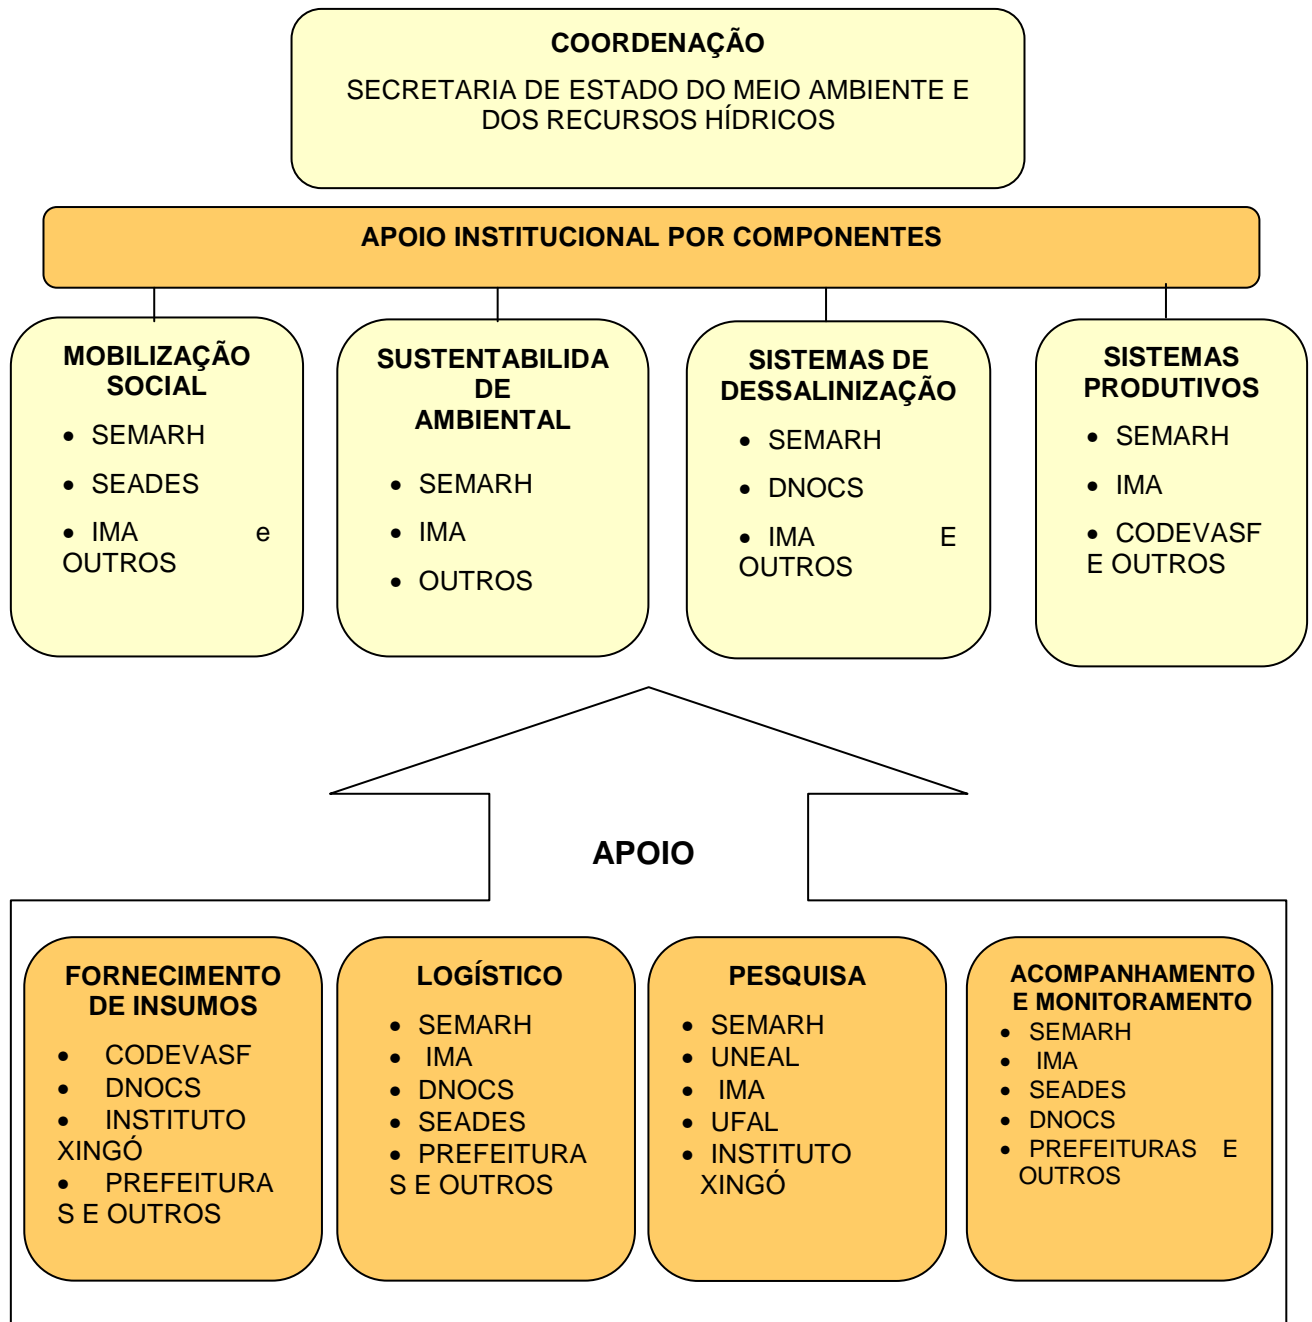 COORDENAÇÃO
SECRETARIA DE ESTADO DO MEIO AMBIENTE E
DOS RECURSOS HÍDRICOS
APOIO INSTITUCIONAL POR COMPONENTES
MOBILIZAÇÃO
SOCIAL
• SEMARH
• SEADES
• IMA e
OUTROS
SUSTENTABILIDA
DE
AMBIENTAL
• SEMARH
• IMA
• OUTROS
SISTEMAS DE
DESSALINIZAÇÃO
• SEMARH
• DNOCS
• IMA E
OUTROS
SISTEMAS
PRODUTIVOS
• SEMARH
• IMA
• CODEVASF
E OUTROS
APOIO
FORNECIMENTO
DE INSUMOS
• CODEVASF
• DNOCS
• INSTITUTO
XINGÓ
• PREFEITURA
S E OUTROS
LOGÍSTICO
• SEMARH
• IMA
• DNOCS
• SEADES
• PREFEITURA
S E OUTROS
PESQUISA
• SEMARH
• UNEAL
• IMA
• UFAL
• INSTITUTO
XINGÓ
ACOMPANHAMENTO
E MONITORAMENTO
• SEMARH
• IMA
• SEADES
• DNOCS
• PREFEITURAS E
OUTROS